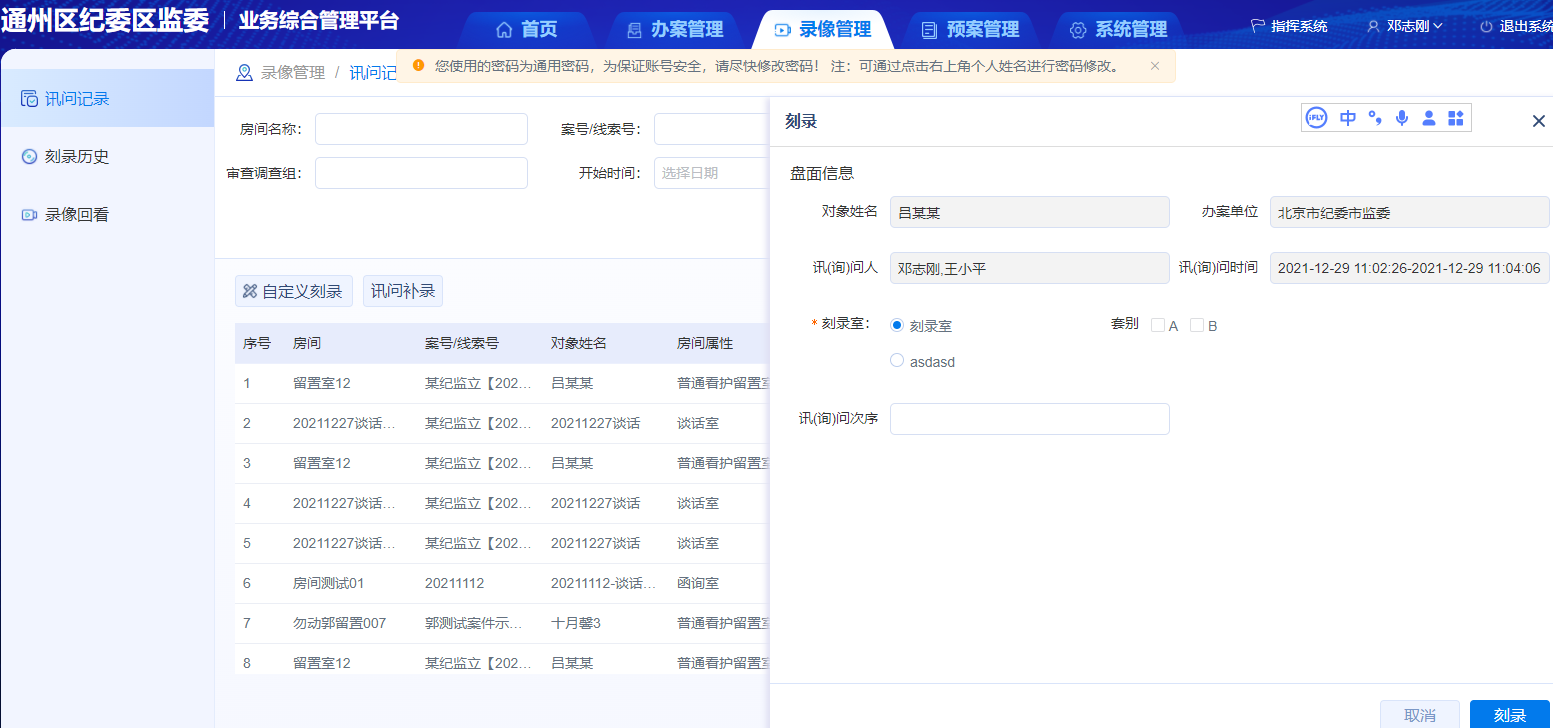 通州区纪委区监委 业务综合管理平台 首页 办案管理 录像管理 预案管理 系统管理 指挥系统 邓志刚 退出系统
录像管理 / 讯问记
您使用的密码为通用密码，为保证账号安全，请尽快修改密码！ 注：可通过点击右上角个人姓名进行密码修改。
讯问记录
刻录历史
录像回看
房间名称： 案号/线索号：
审查调查组： 开始时间： 选择日期
自定义刻录 讯问补录
序号 房间 案号/线索号 对象姓名 房间属性
1 留置室12 某纪监立【202... 吕某某 普通看护留置室
2 20211227谈话... 某纪监立【202... 20211227谈话 谈话室
3 留置室12 某纪监立【202... 吕某某 普通看护留置室
4 20211227谈话... 某纪监立【202... 20211227谈话 谈话室
5 20211227谈话... 某纪监立【202... 20211227谈话 谈话室
6 房间测试01 20211112 20211112-谈话... 函询室
7 勿动郭留置007 郭测试案件示... 十月馨3 普通看护留置室
8 留置室12 某纪监立【202... 吕某某 普通看护留置室
刻录
iFLY 中
盘面信息
对象姓名 吕某某 办案单位 北京市纪委市监委
讯(询)问人 邓志刚,王小平 讯(询)问时间 2021-12-29 11:02:26-2021-12-29 11:04:06
* 刻录室： 刻录室 套别 A B
asdasd
讯(询)问次序
取消 刻录